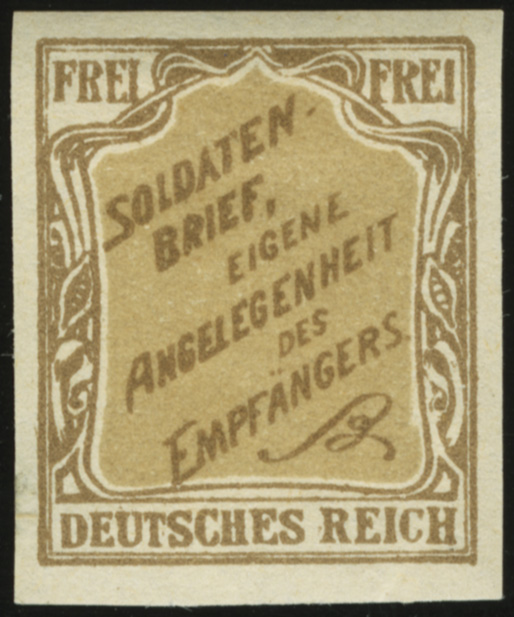 FREI FREI
SOLDATEN-
BRIEF,
EIGENE
ANGELEGENHEIT
DES
EMPFÄNGERS.
DEUTSCHES REICH